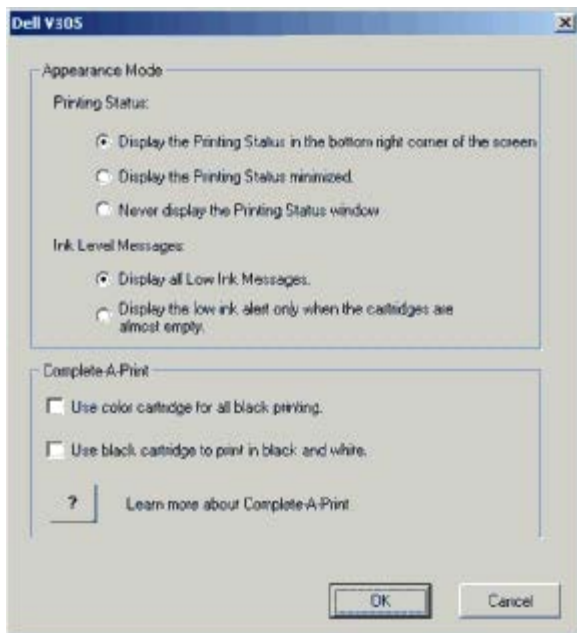 Dell V305
Appearance Mode
Printing Status:
Display the Printing Status in the bottom right corner of the screen
Display the Printing Status minimized.
Never display the Printing Status window
Ink Level Messages:
Display all Low Ink Messages.
Display the low ink alert only when the cartridges are
almost empty.
Complete-A-Print
Use color cartridge for all black printing.
Use black cartridge to print in black and white.
?
Learn more about Complete-A-Print
OK
Cancel